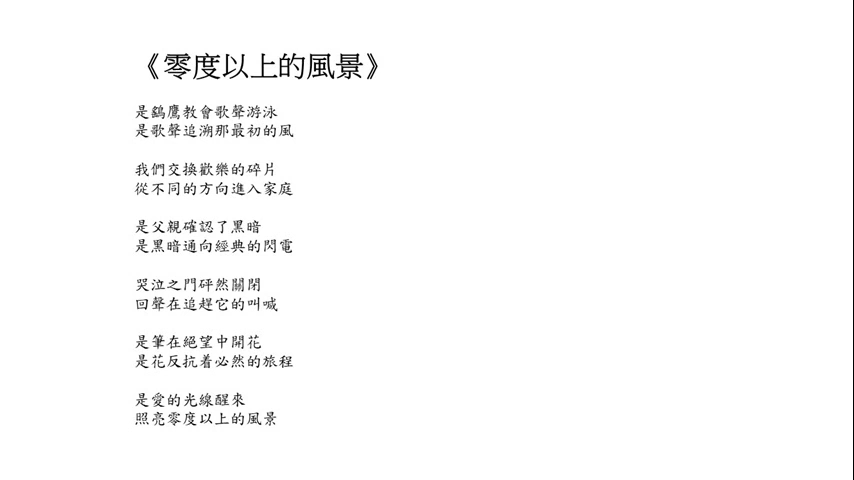 《零度以上的風景》
是鷂鷹教會歌聲游泳
是歌聲追溯那最初的風
我們交換歡樂的碎片
從不同的方向進入家庭
是父親確認了黑暗
是黑暗通向經典的閃電
哭泣之門砰然關閉
回聲在追趕它的叫喊
是筆在絕望中開花
是花反抗着必然的旅程
是愛的光線醒來
照亮零度以上的風景